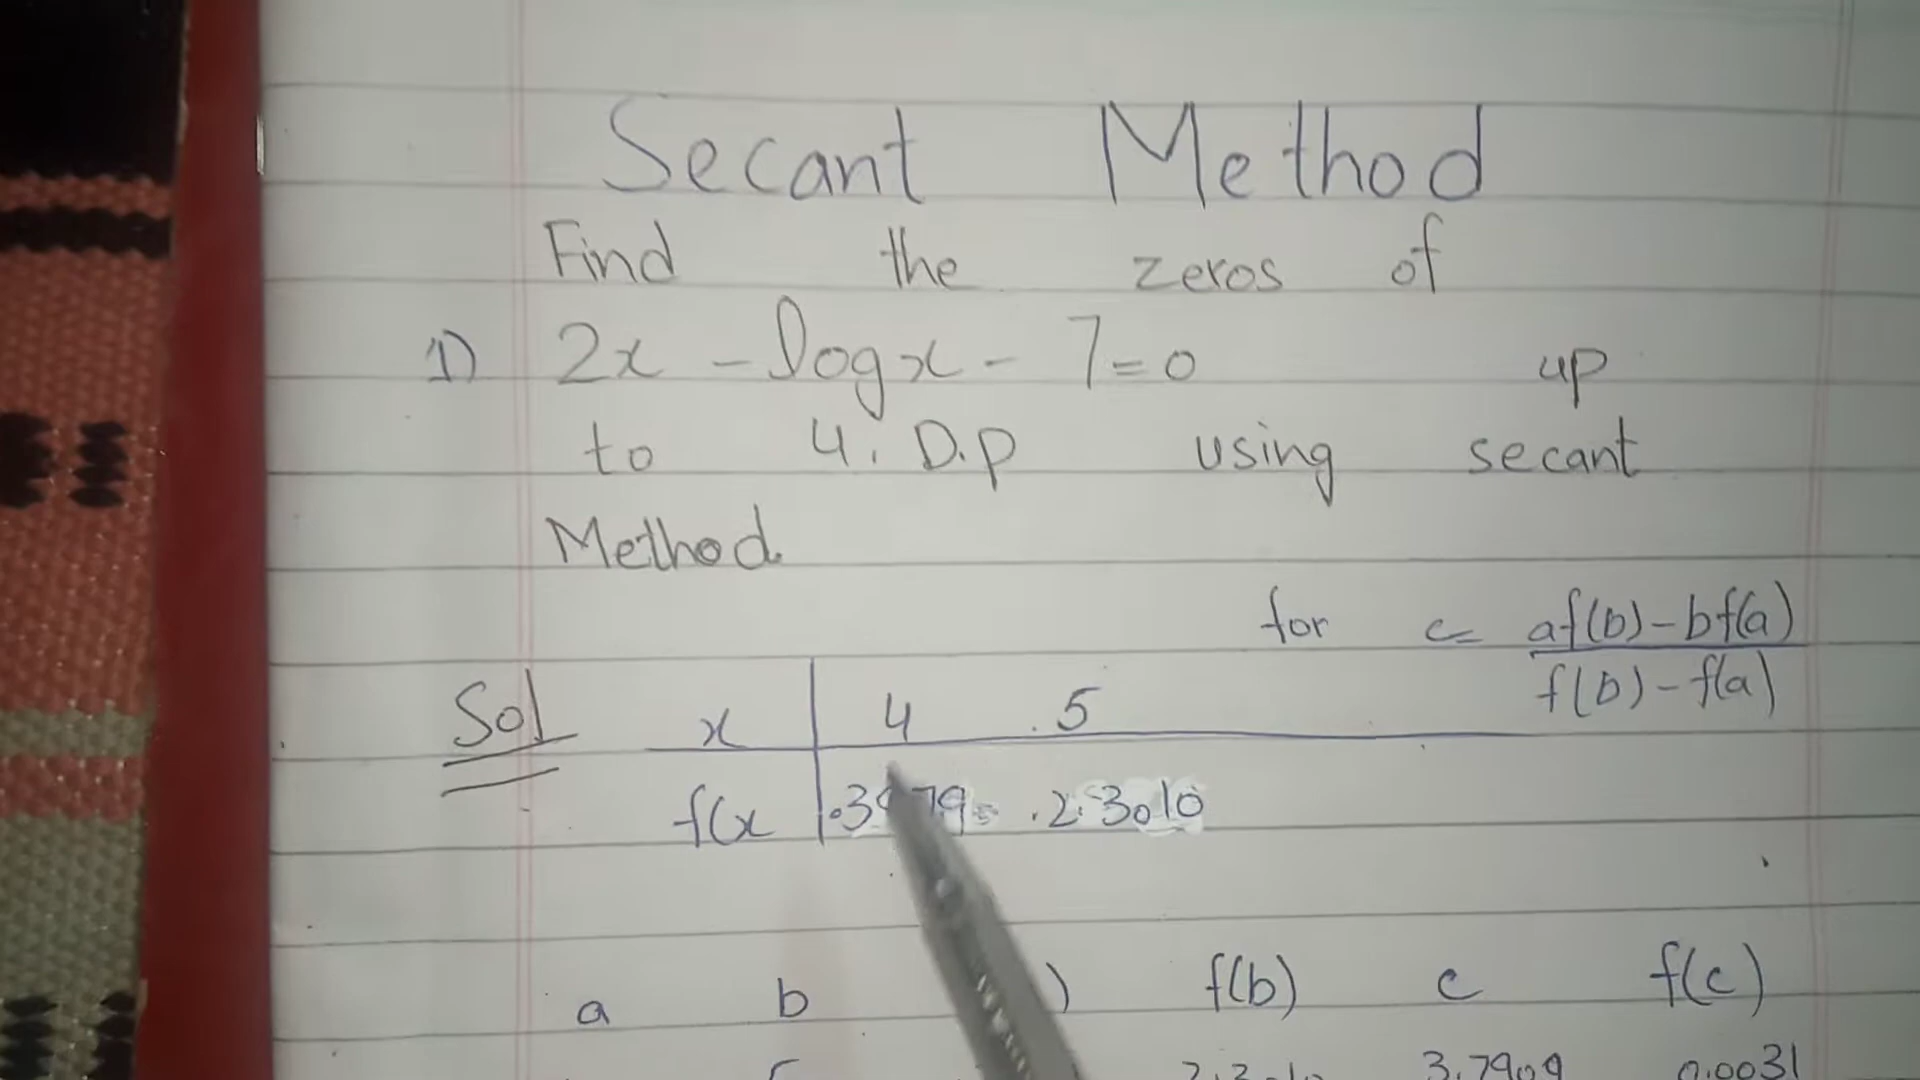 Secant Method
Find the zeros of
1) 2x - log x - 7 = 0 up
to 4. D.p using secant
Method
for c = af(b) - bf(a) / f(b) - f(a)
Sol x 4 5
f(x 2.3010
a b ) f(b) c f(c)
3.7909 0.0031